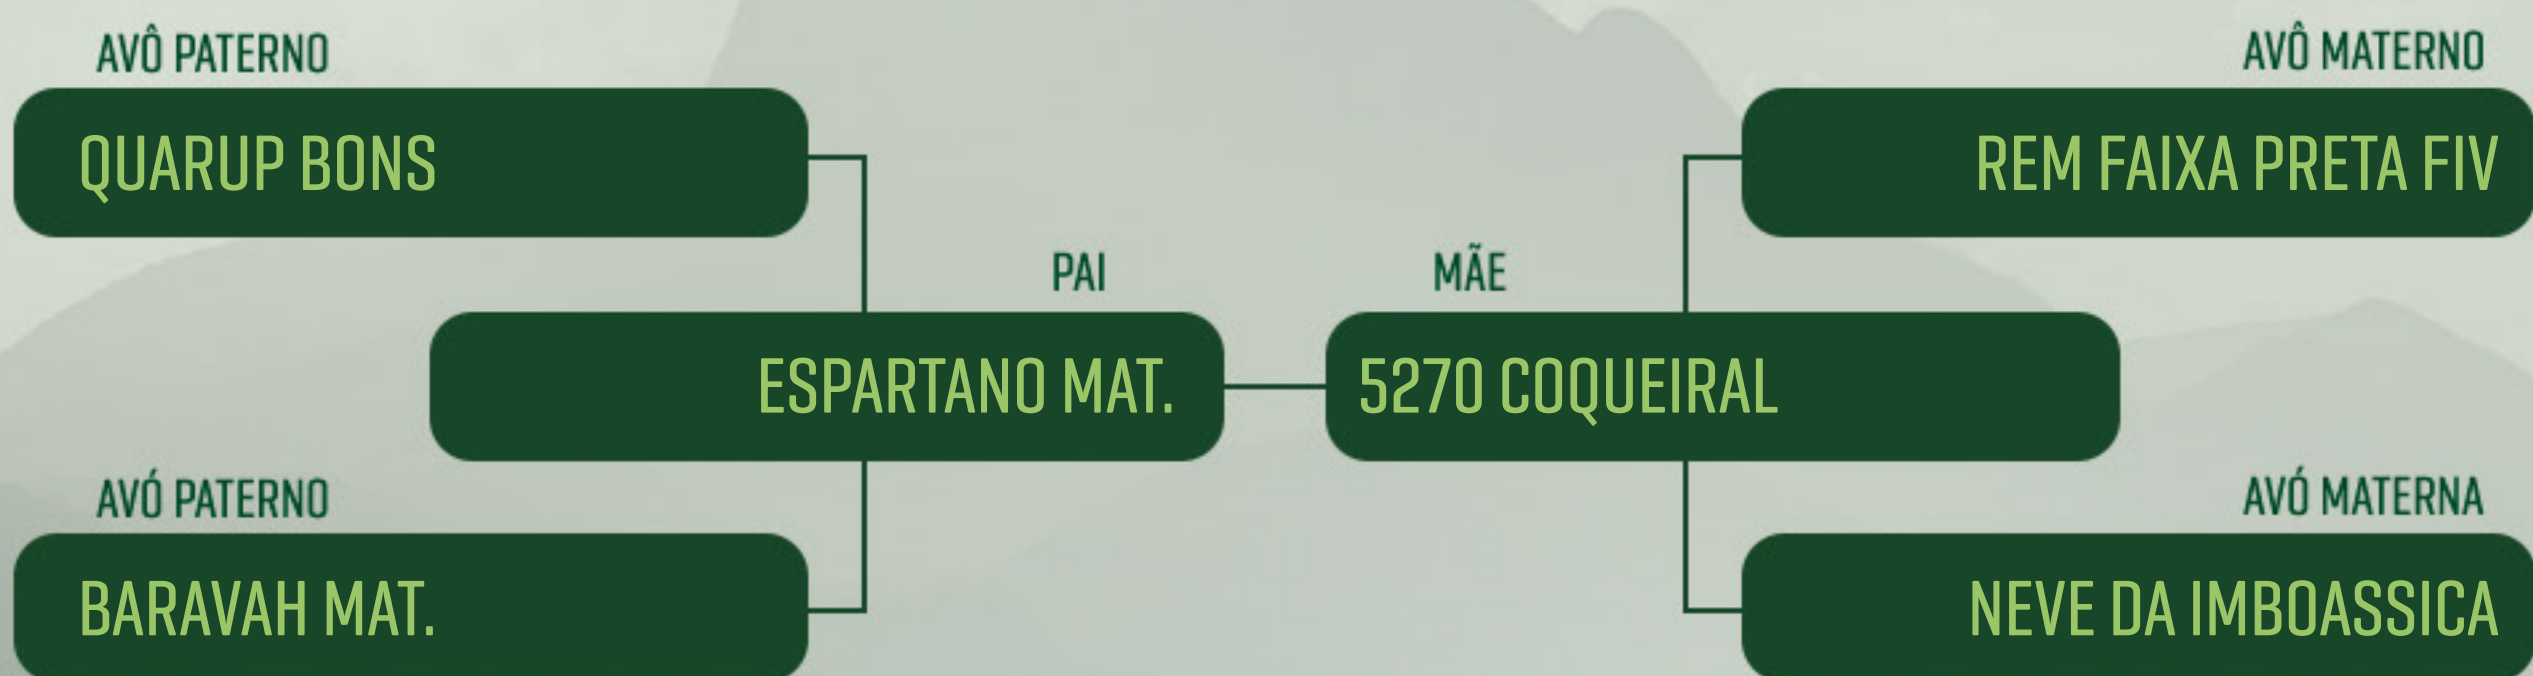 AVÔ PATERNO
QUARUP BONS
AVÔ MATERNO
REM FAIXA PRETA FIV
PAI
ESPARTANO MAT.
MÃE
5270 COQUEIRAL
AVÓ PATERNO
BARAVAH MAT.
AVÓ MATERNA
NEVE DA IMBOASSICA